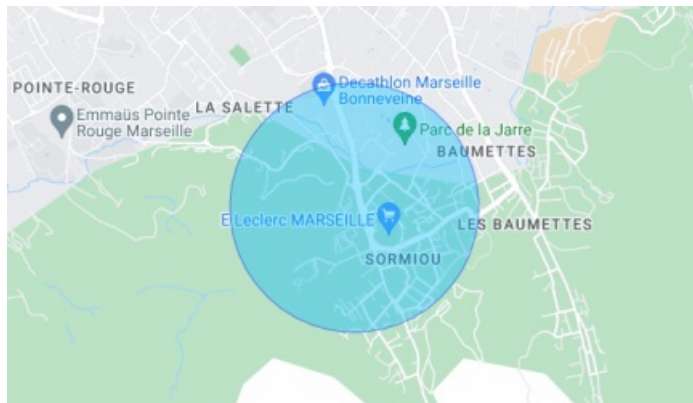 Decathlon Marseille
Bonneveine
POINTE-ROUGE
LA SALETTE
Emmaüs Pointe
Rouge Marseille
Parc de la Jarre
BAUMETTES
E.Leclerc MARSEILLE
LES BAUMETTES
SORMIOU